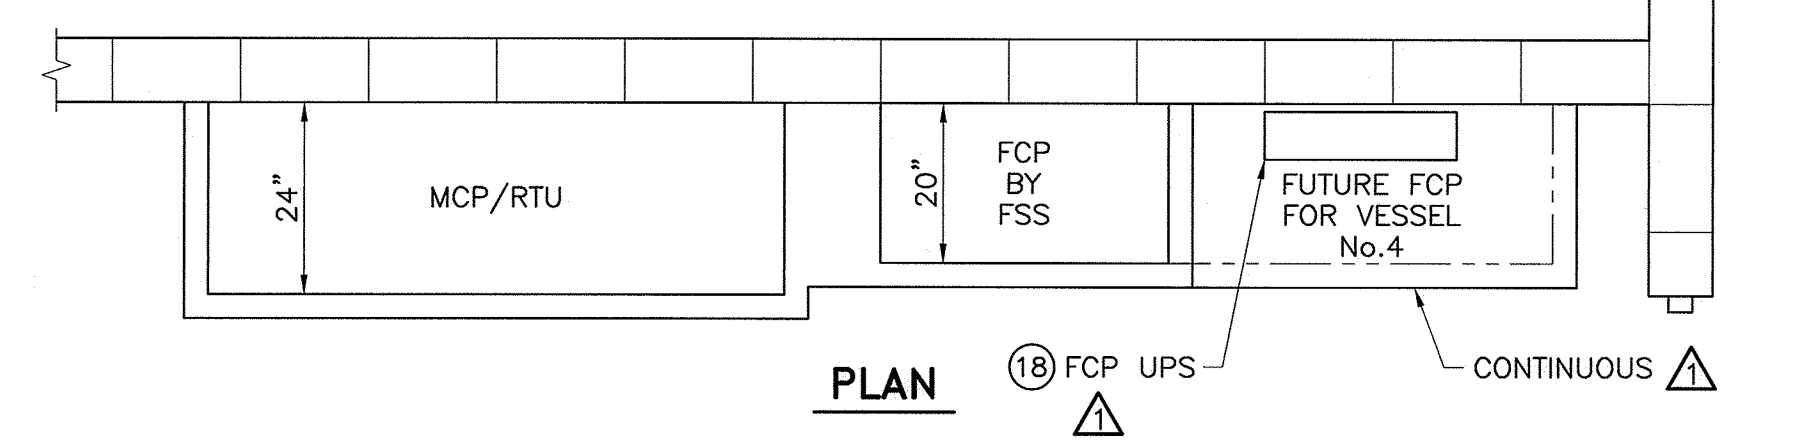 24"
MCP/RTU
20"
FCP
BY
FSS
FUTURE FCP
FOR VESSEL
No.4
18 FCP UPS
1
CONTINUOUS 1
PLAN